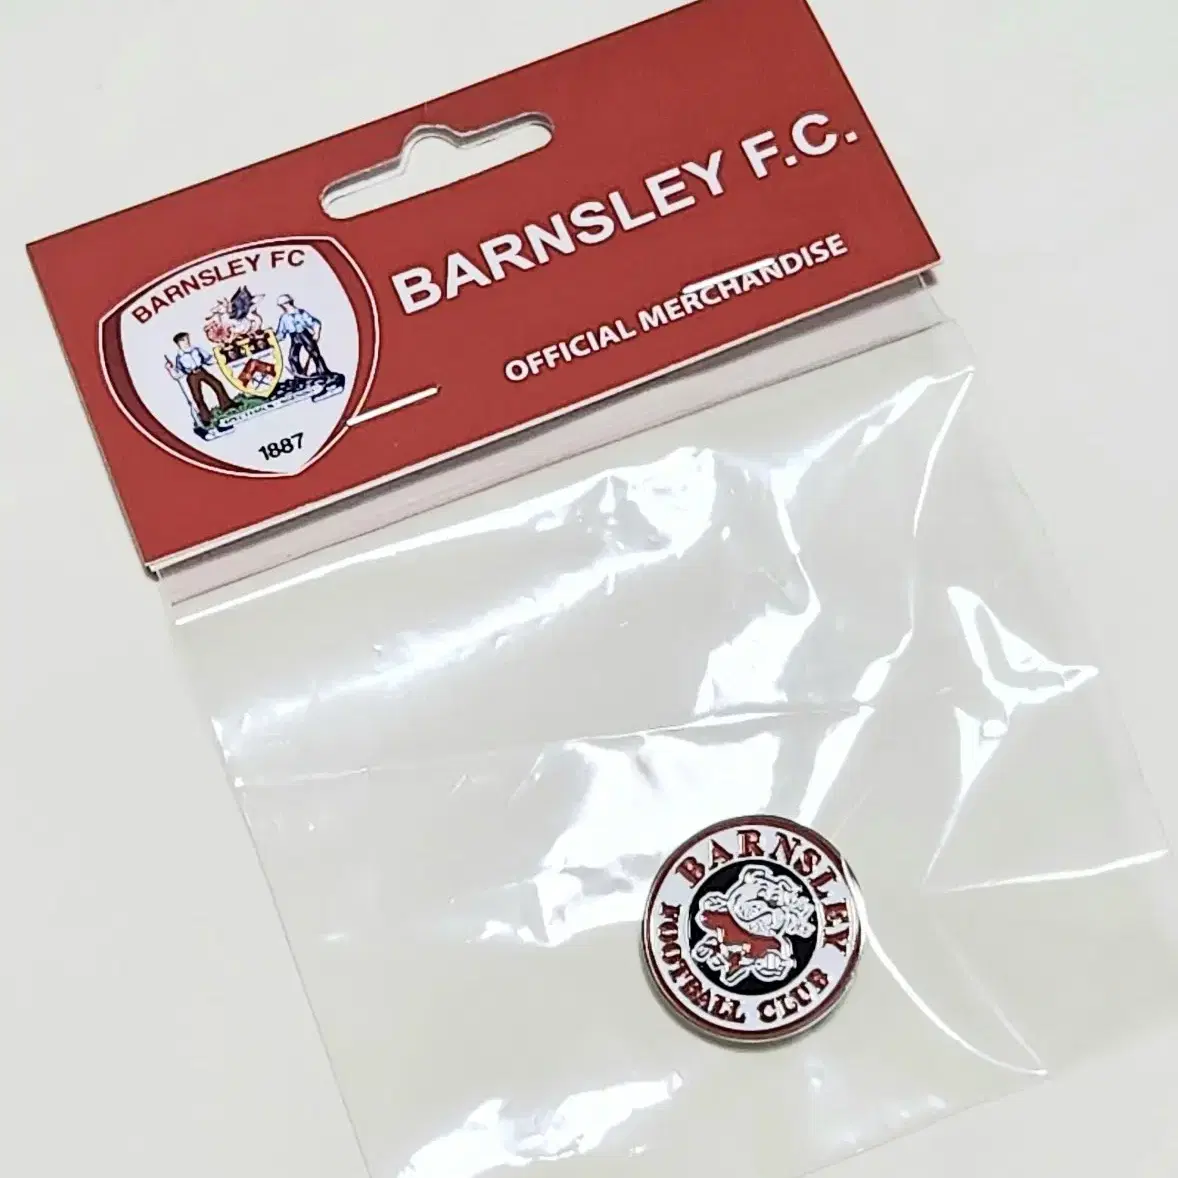 BARNSLEY F.C.
OFFICIAL MERCHANDISE
BARNSLEY FC
1887
BARNSLEY
FOOTBALL CLUB